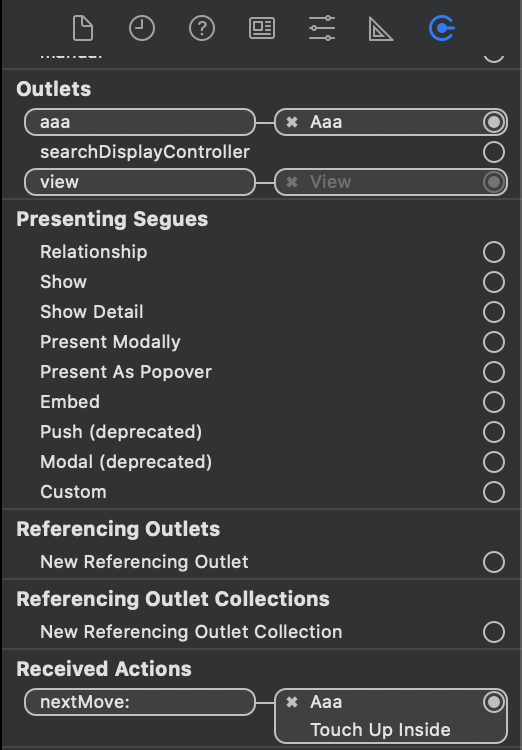 manual
Outlets
aaa ✖ Aaa
searchDisplayController
view ✖ View
Presenting Segues
Relationship
Show
Show Detail
Present Modally
Present As Popover
Embed
Push (deprecated)
Modal (deprecated)
Custom
Referencing Outlets
New Referencing Outlet
Referencing Outlet Collections
New Referencing Outlet Collection
Received Actions
nextMove: ✖ Aaa
Touch Up Inside